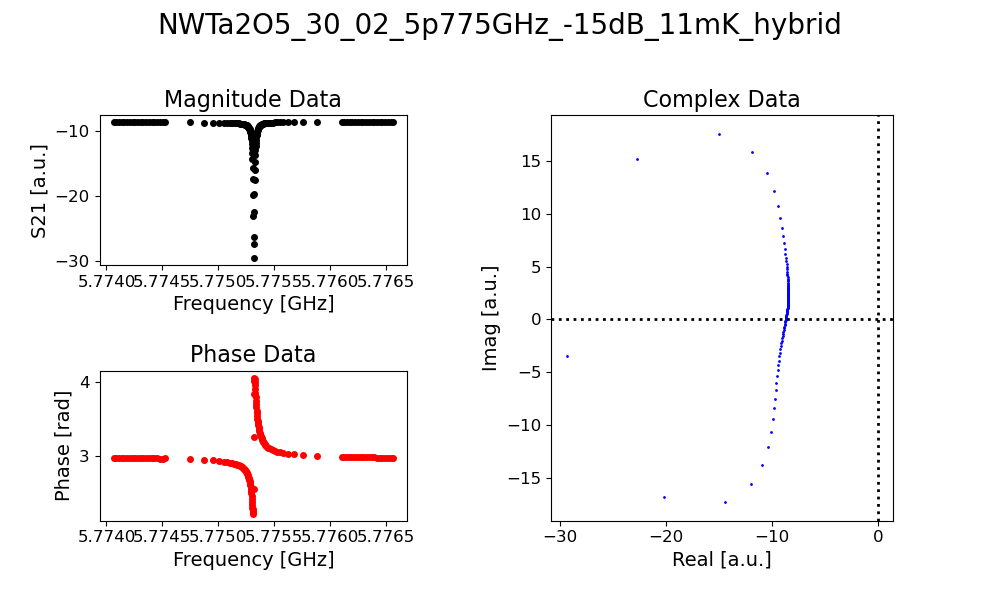 NWTa2O5_30_02_5p775GHz_-15dB_11mK_hybrid
Magnitude Data
S21 [a.u.]
−10
−20
−30
5.7740 5.7745 5.7750 5.7755 5.7760 5.7765
Frequency [GHz]
Phase Data
Phase [rad]
4
3
5.7740 5.7745 5.7750 5.7755 5.7760 5.7765
Frequency [GHz]
Complex Data
Imag [a.u.]
15
10
5
0
−5
−10
−15
−30 −20 −10 0
Real [a.u.]